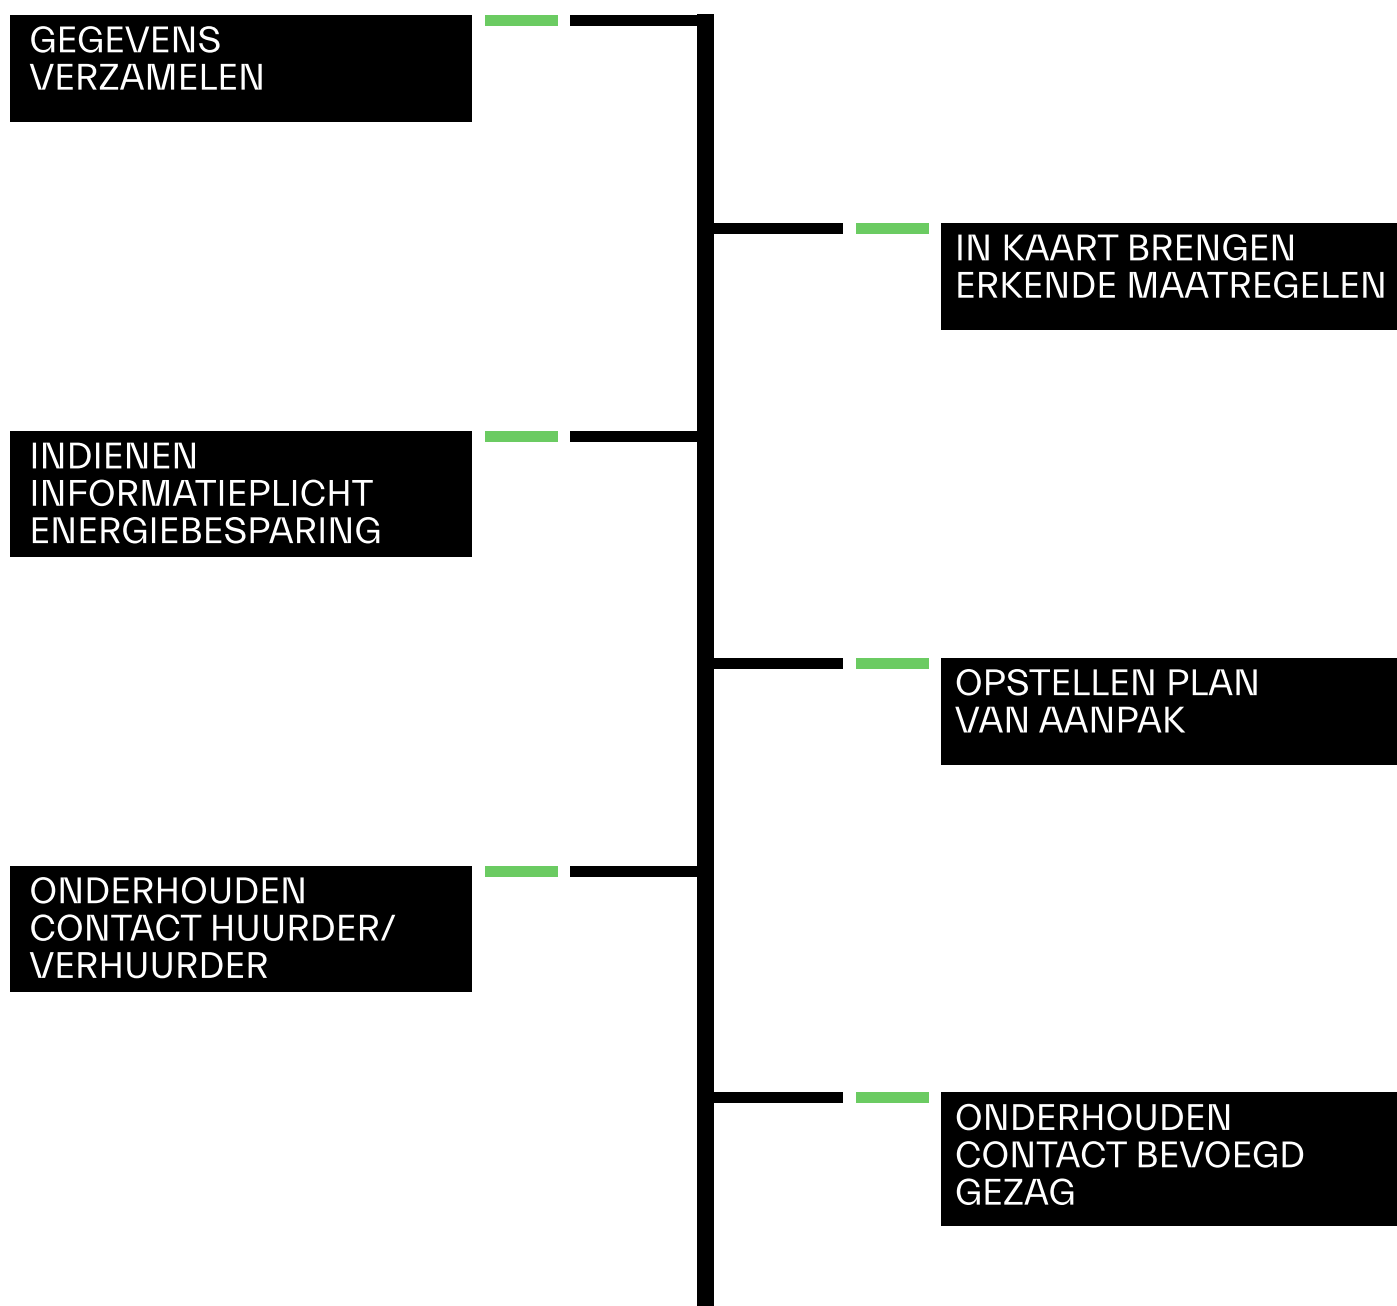 GEGEVENS
VERZAMELEN
IN KAART BRENGEN
ERKENDE MAATREGELEN
INDIENEN
INFORMATIEPLICHT
ENERGIEBESPARING
OPSTELLEN PLAN
VAN AANPAK
ONDERHOUDEN
CONTACT HUURDER/
VERHUURDER
ONDERHOUDEN
CONTACT BEVOEGD
GEZAG